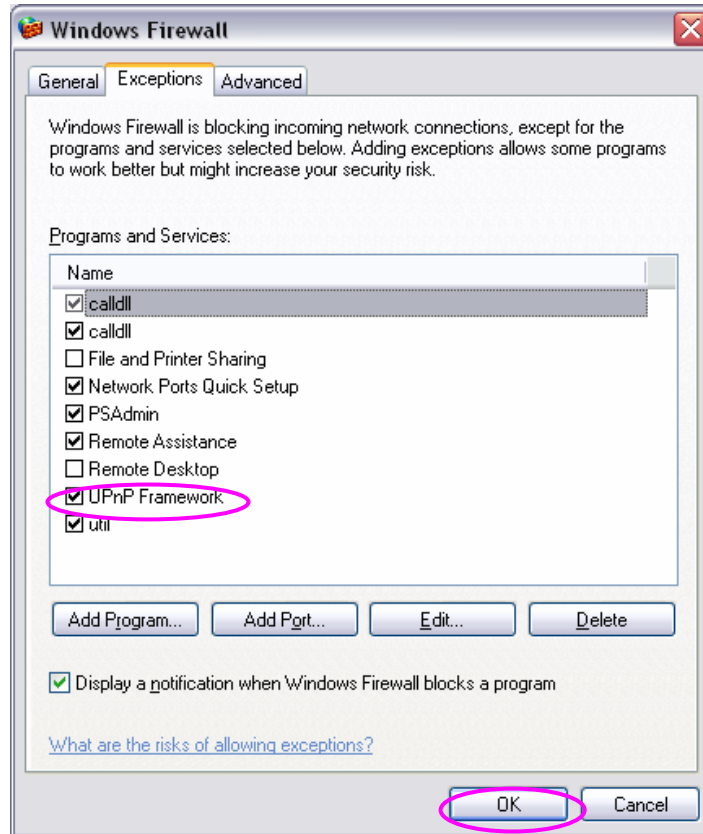 Windows Firewall
General Exceptions Advanced
Windows Firewall is blocking incoming network connections, except for the
programs and services selected below. Adding exceptions allows some programs
to work better but might increase your security risk.
Programs and Services:
Name
calldll
calldll
File and Printer Sharing
Network Ports Quick Setup
PSAdmin
Remote Assistance
Remote Desktop
UPnP Framework
util
Add Program... Add Port... Edit... Delete
Display a notification when Windows Firewall blocks a program
What are the risks of allowing exceptions?
OK Cancel